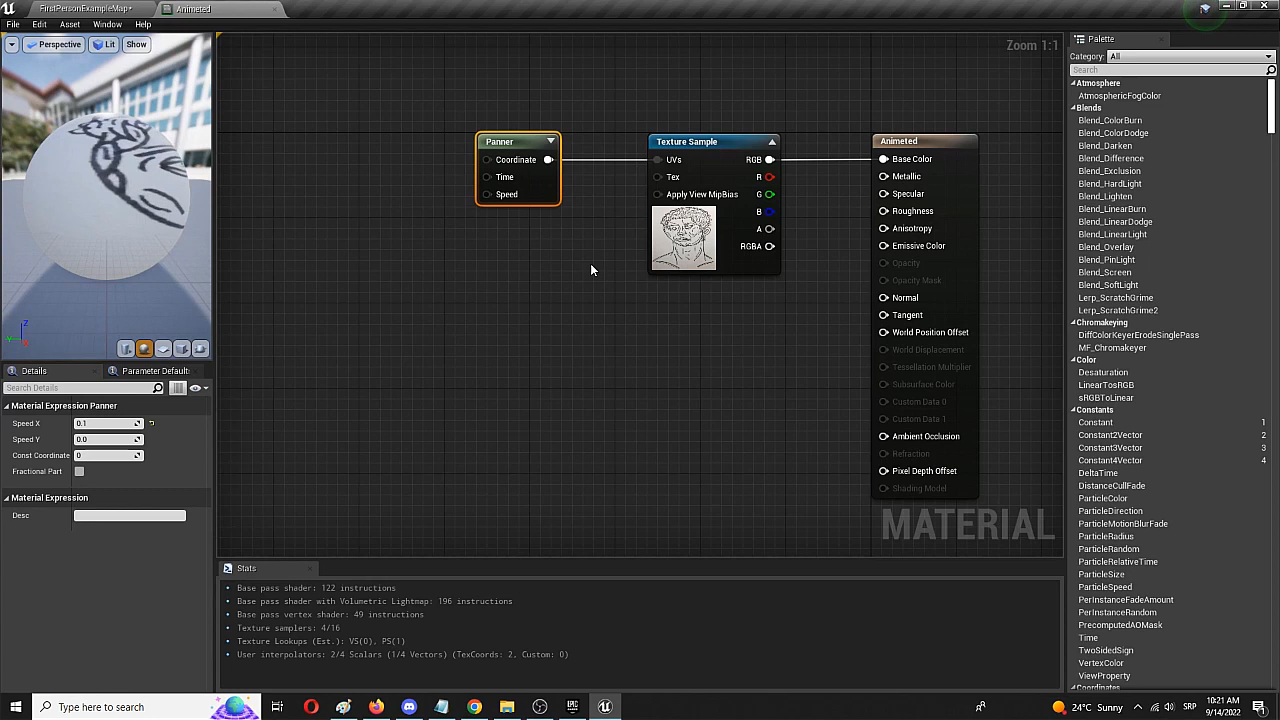 FirstPersonExampleMap*
Animated
File Edit Asset Window Help
Perspective Lit Show
Zoom 1:1
Palette
Category: All
Search
Atmosphere
AtmosphericFogColor
Blends
Blend_ColorBurn
Blend_ColorDodge
Blend_Darken
Blend_Difference
Blend_Exclusion
Blend_HardLight
Blend_Lighten
Blend_LinearBurn
Blend_LinearDodge
Blend_LinearLight
Blend_Overlay
Blend_PinLight
Blend_Screen
Blend_SoftLight
Lerp_ScratchGrime
Lerp_ScratchGrime2
Chromakeying
DiffColorKeyerErodeSinglePass
MF_Chromakeyer
Color
Desaturation
LinearTosRGB
sRGBToLinear
Constants
Constant 1
Constant2Vector 2
Constant3Vector 3
Constant4Vector 4
DeltaTime
DistanceCullFade
ParticleColor
ParticleDirection
ParticleMotionBlurFade
ParticleRadius
ParticleRandom
ParticleRelativeTime
ParticleSize
ParticleSpeed
PerInstanceFadeAmount
PerInstanceRandom
PrecomputedAOMask
Time
TwoSidedSign
VertexColor
ViewProperty
Coordinates
Panner
Coordinate
Time
Speed
Texture Sample
UVs RGB
Tex R
Apply View MipBias G
B
A
RGBA
Animated
Base Color
Metallic
Specular
Roughness
Anisotropy
Emissive Color
Opacity
Opacity Mask
Normal
Tangent
World Position Offset
World Displacement
Tessellation Multiplier
Subsurface Color
Custom Data 0
Custom Data 1
Ambient Occlusion
Refraction
Pixel Depth Offset
Shading Model
MATERIAL
Z
Y
Details
Parameter Default
Search Details
Material Expression Panner
Speed X 0.1
Speed Y 0.0
Const Coordinate 0
Fractional Part
Material Expression
Desc
Stats
Base pass shader: 122 instructions
Base pass shader with Volumetric Lightmap: 196 instructions
Base pass vertex shader: 49 instructions
Texture samplers: 4/16
Texture Lookups (Est.): VS(0), PS(1)
User interpolators: 2/4 Scalars (1/4 Vectors) (TexCoords: 2, Custom: 0)
Type here to search
24°C Sunny
SRP
10:21 AM
9/14/2022